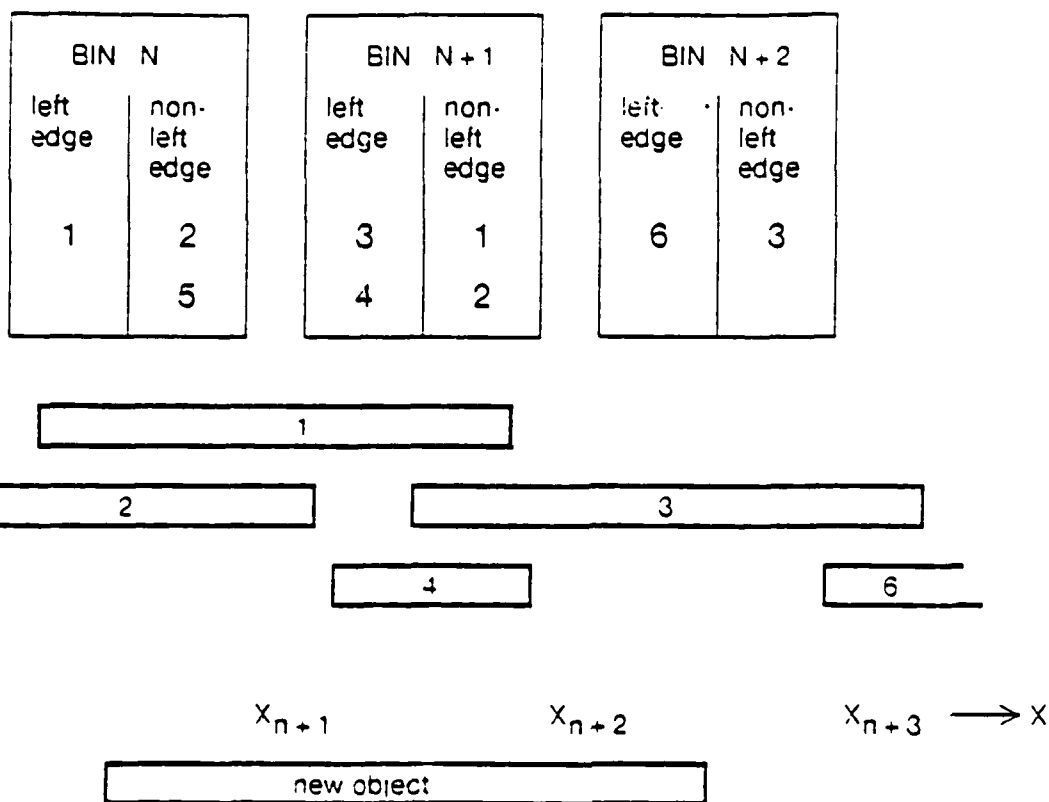 BIN N
left edge
non-left edge
1
2
5
BIN N + 1
left edge
non-left edge
3
4
1
2
BIN N + 2
left edge
non-left edge
6
3
1
2
3
4
6
Xn + 1
Xn + 2
Xn + 3 → X
new object